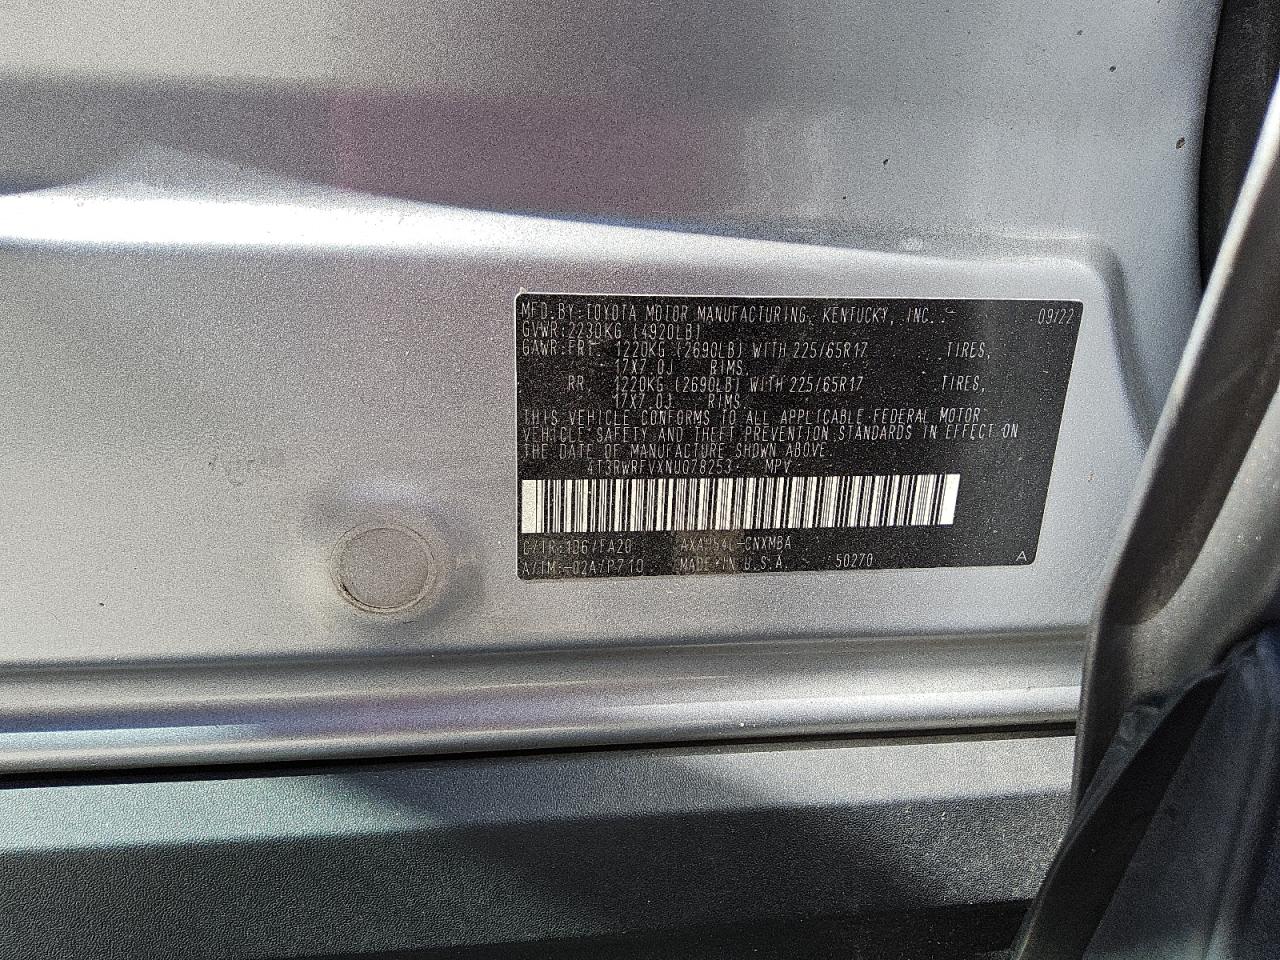 MFD.BY:TOYOTA MOTOR MANUFACTURING, KENTUCKY, INC. 09/22
GVWR:2230KG (4920LB)
GAWR:FRT. 1220KG (2690LB) WITH 225/65R17 TIRES,
17X7.0J RIMS.
RR. 1220KG (2690LB) WITH 225/65R17 TIRES,
17X7.0J RIMS.
THIS VEHICLE CONFORMS TO ALL APPLICABLE FEDERAL MOTOR
VEHICLE SAFETY AND THEFT PREVENTION STANDARDS IN EFFECT ON
THE DATE OF MANUFACTURE SHOWN ABOVE.
4T3RWRFVXNU078253 MPV
C/TR:1D6/FA20 AXAH54L-CNXMBA
A/TM:-02A/P710 MADE IN U.S.A. 50270 A